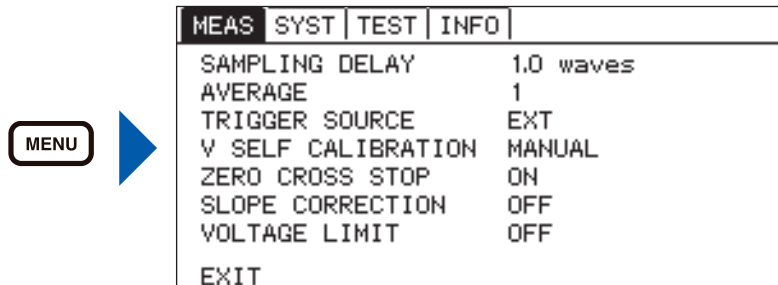 MENU
MEAS SYST TEST INFO
SAMPLING DELAY 1.0 waves
AVERAGE 1
TRIGGER SOURCE EXT
V SELF CALIBRATION MANUAL
ZERO CROSS STOP ON
SLOPE CORRECTION OFF
VOLTAGE LIMIT OFF
EXIT